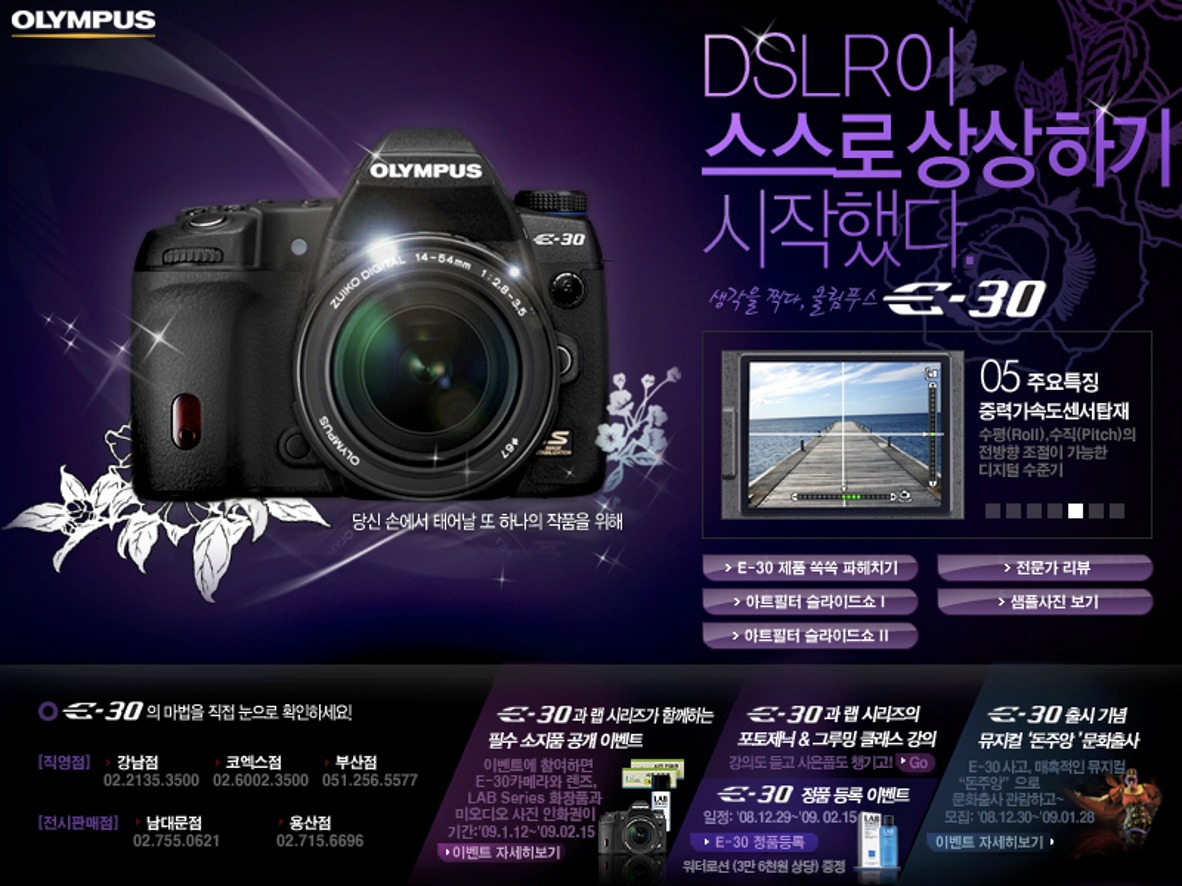 OLYMPUS
DSLR이
스스로 상상하기
시작했다.
생각을 찍다, 올림푸스 E-30
OLYMPUS
E-30
ZUIKO DIGITAL 14-54mm 1:2.8-3.5
OLYMPUS
ø67
IS
IMAGE
STABILIZATION
당신 손에서 태어날 또 하나의 작품을 위해
05 주요특징
중력가속도센서탑재
수평(Roll).수직(Pitch)의
전방향 조절이 가능한
디지털 수준기
> E-30 제품 쏙쏙 파헤치기
> 전문가 리뷰
> 아트필터 슬라이드쇼 I
> 샘플사진 보기
> 아트필터 슬라이드쇼 II
E-30 의 마법을 직접 눈으로 확인하세요!
[직영점] 강남점 코엑스점 부산점
02.2135.3500 02.6002.3500 051.256.5577
[전시판매점] 남대문점 용산점
02.755.0621 02.715.6696
E-30 과 랩 시리즈가 함께하는
필수 소지품 공개 이벤트
이벤트에 참여하면
E-30카메라와 렌즈,
LAB Series 화장품과
미오디오 사진 인화권이
기간:'09.1.12~'09.02.15
이벤트 자세히보기
LAB
E-30 과 랩 시리즈의
포토제닉 & 그루밍 클래스 강의
강의도 듣고 사은품도 챙기고! Go
E-30 정품 등록 이벤트
일정: '08.12.29~'09. 02.15
E-30 정품등록
워터로션 (3만 6천원 상당) 증정
LAB
E-30 출시 기념
뮤지컬 '돈주앙' 문화출사
E-30 사고, 매혹적인 뮤지컬
“돈주앙” 으로
문화출사 관람하고~
모집: '08.12.30~'09.01.28
이벤트 자세히보기